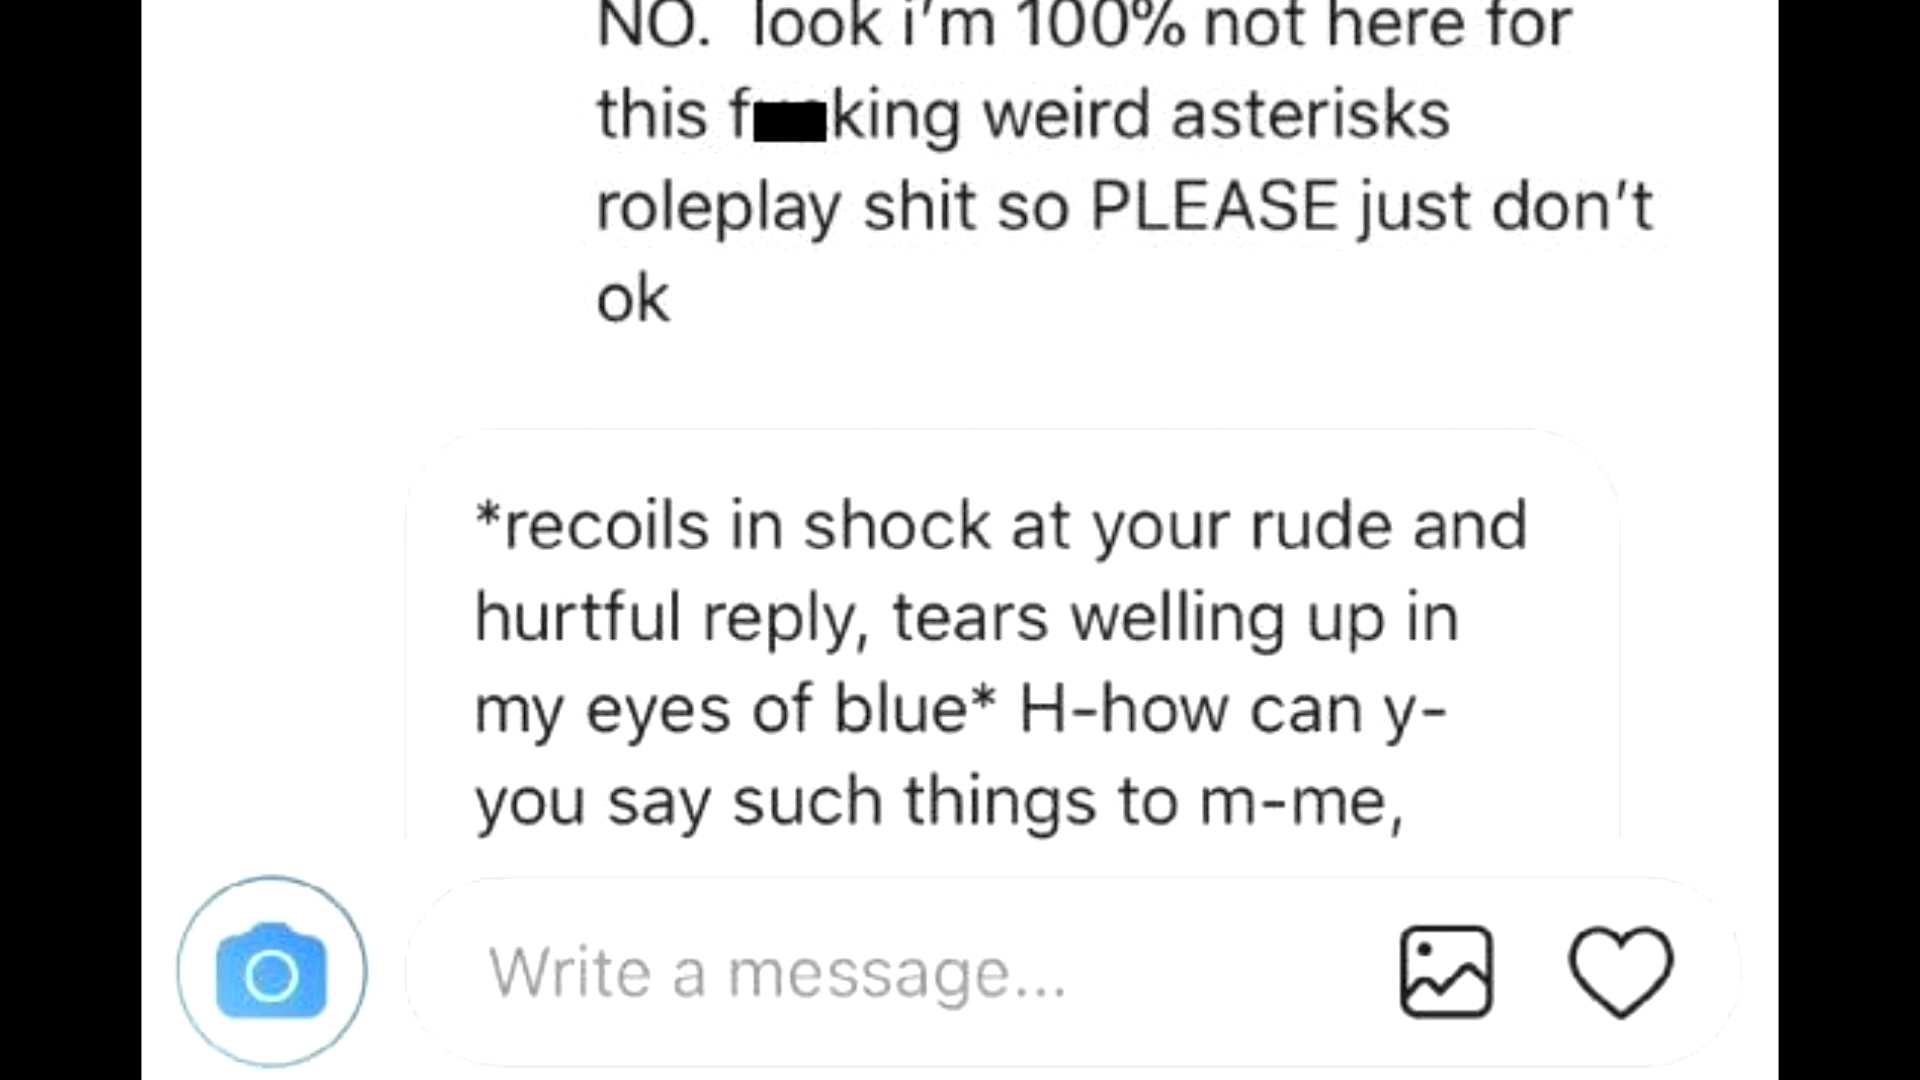 NO. look i'm 100% not here for
this f king weird asterisks
roleplay shit so PLEASE just don't
ok
*recoils in shock at your rude and
hurtful reply, tears welling up in
my eyes of blue* H-how can y-
you say such things to m-me,
Write a message...